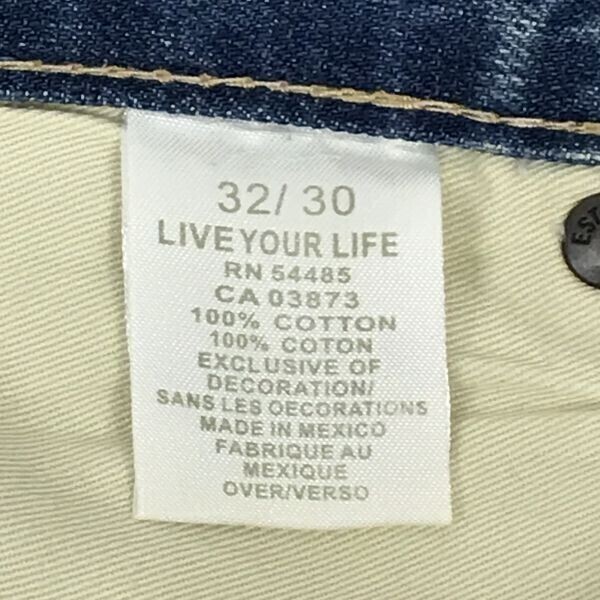 32/ 30
LIVE YOUR LIFE
RN 54485
CA 03873
100% COTTON
100% COTON
EXCLUSIVE OF
DECORATION/
SANS LES OECORATIONS
MADE IN MEXICO
FABRIQUE AU
MEXIQUE
OVER/VERSO
EST